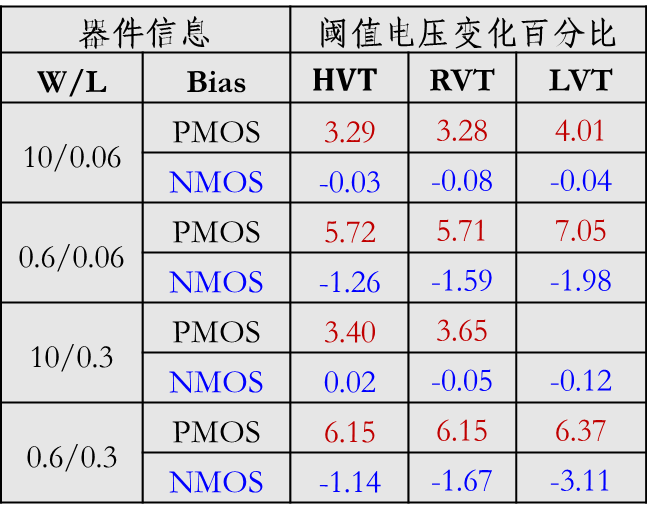 器件信息 阈值电压变化百分比
W/L Bias HVT RVT LVT
10/0.06 PMOS 3.29 3.28 4.01
NMOS -0.03 -0.08 -0.04
0.6/0.06 PMOS 5.72 5.71 7.05
NMOS -1.26 -1.59 -1.98
10/0.3 PMOS 3.40 3.65
NMOS 0.02 -0.05 -0.12
0.6/0.3 PMOS 6.15 6.15 6.37
NMOS -1.14 -1.67 -3.11